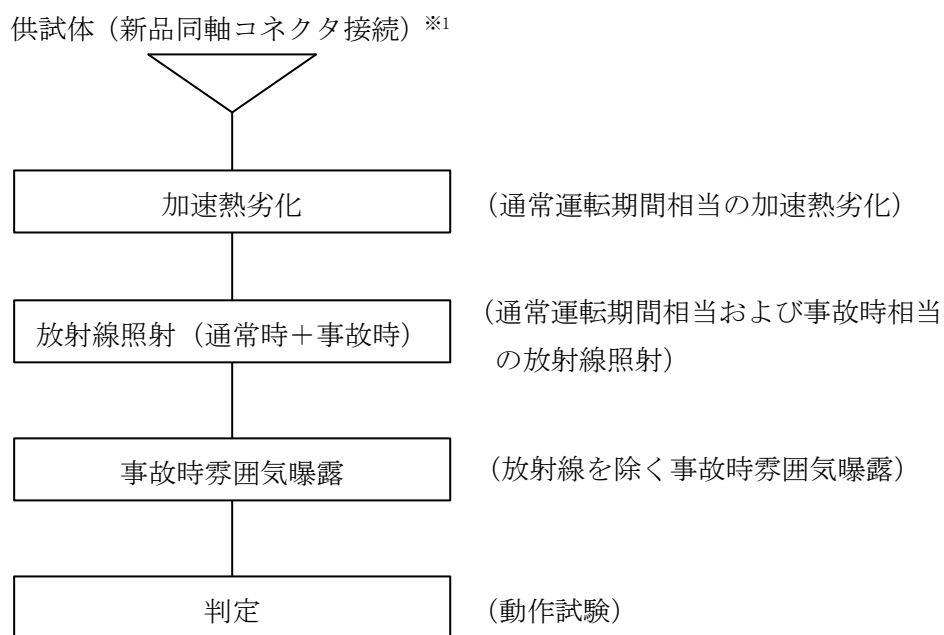 供試体（新品同軸コネクタ接続）※1
加速熱劣化
（通常運転期間相当の加速熱劣化）
放射線照射（通常時＋事故時）
（通常運転期間相当および事故時相当
の放射線照射）
事故時雰囲気曝露
（放射線を除く事故時雰囲気曝露）
判定
（動作試験）